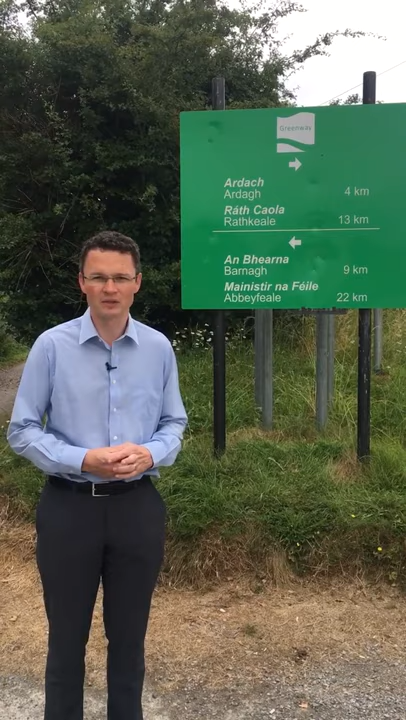 Greenway
Ardach
Ardagh 4 km
Ráth Caola
Rathkeale 13 km
An Bhearna
Barnagh 9 km
Mainistir na Féile
Abbeyfeale 22 km